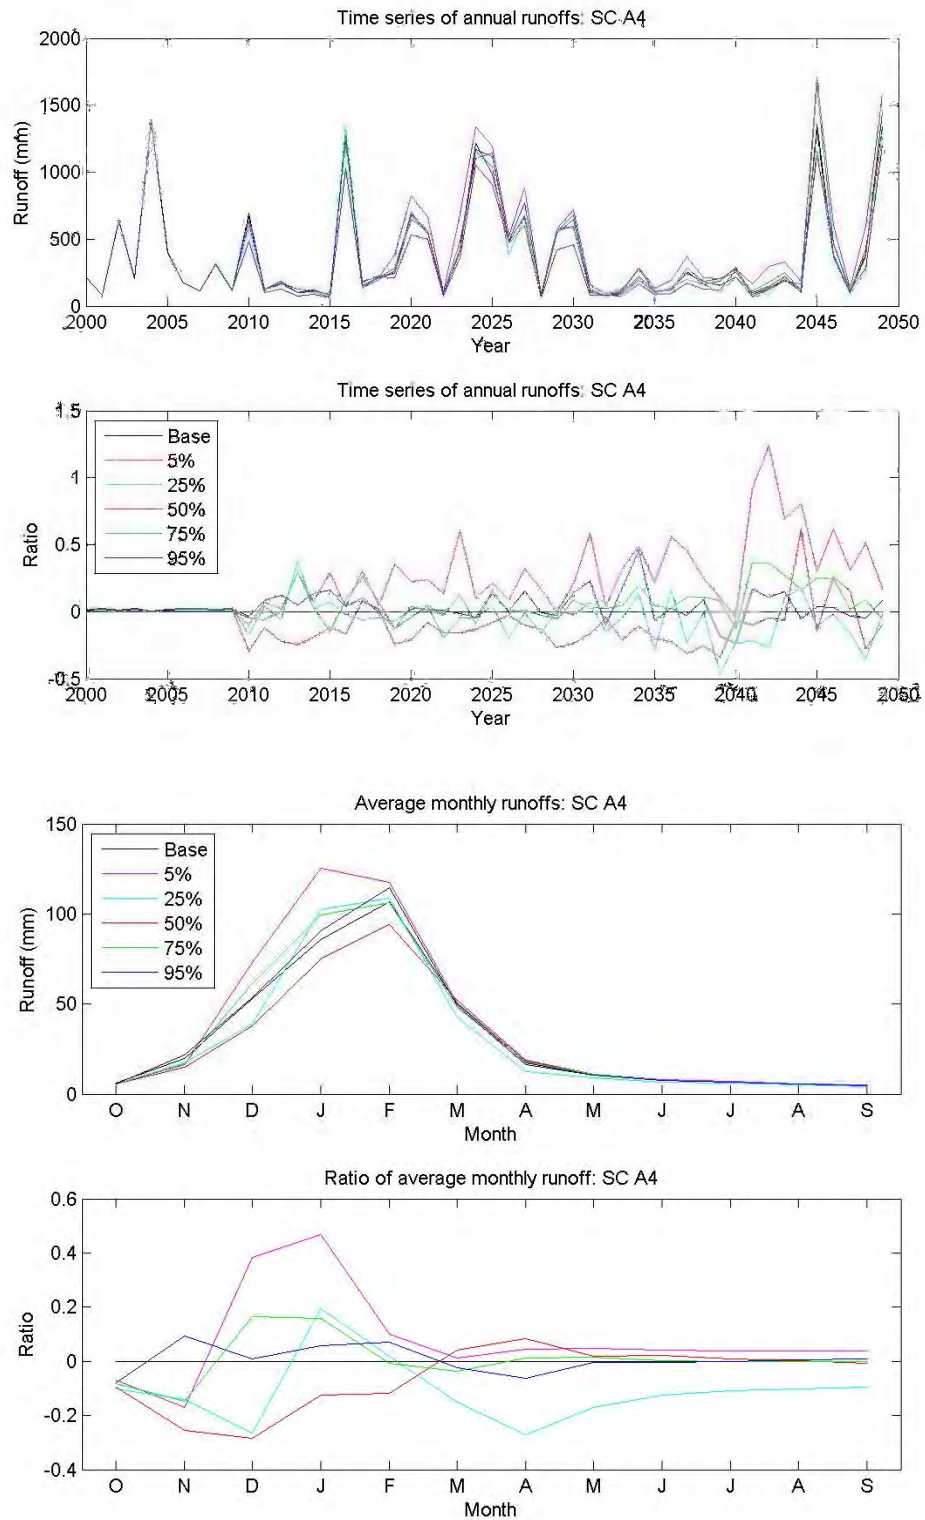 Time series of annual runoffs: SC A4
2000
1500
1000
500
0
Runoff (mm)
2000 2005 2010 2015 2020 2025 2030 2035 2040 2045 2050
Year
Time series of annual runoffs: SC A4
1.5
1
0.5
0
-0.5
Ratio
Base
5%
25%
50%
75%
95%
2000 2005 2010 2015 2020 2025 2030 2035 2040 2045 2050
Year
Average monthly runoffs: SC A4
150
100
50
0
Runoff (mm)
Base
5%
25%
50%
75%
95%
O N D J F M A M J J A S
Month
Ratio of average monthly runoff: SC A4
0.6
0.4
0.2
0
-0.2
-0.4
Ratio
O N D J F M A M J J A S
Month